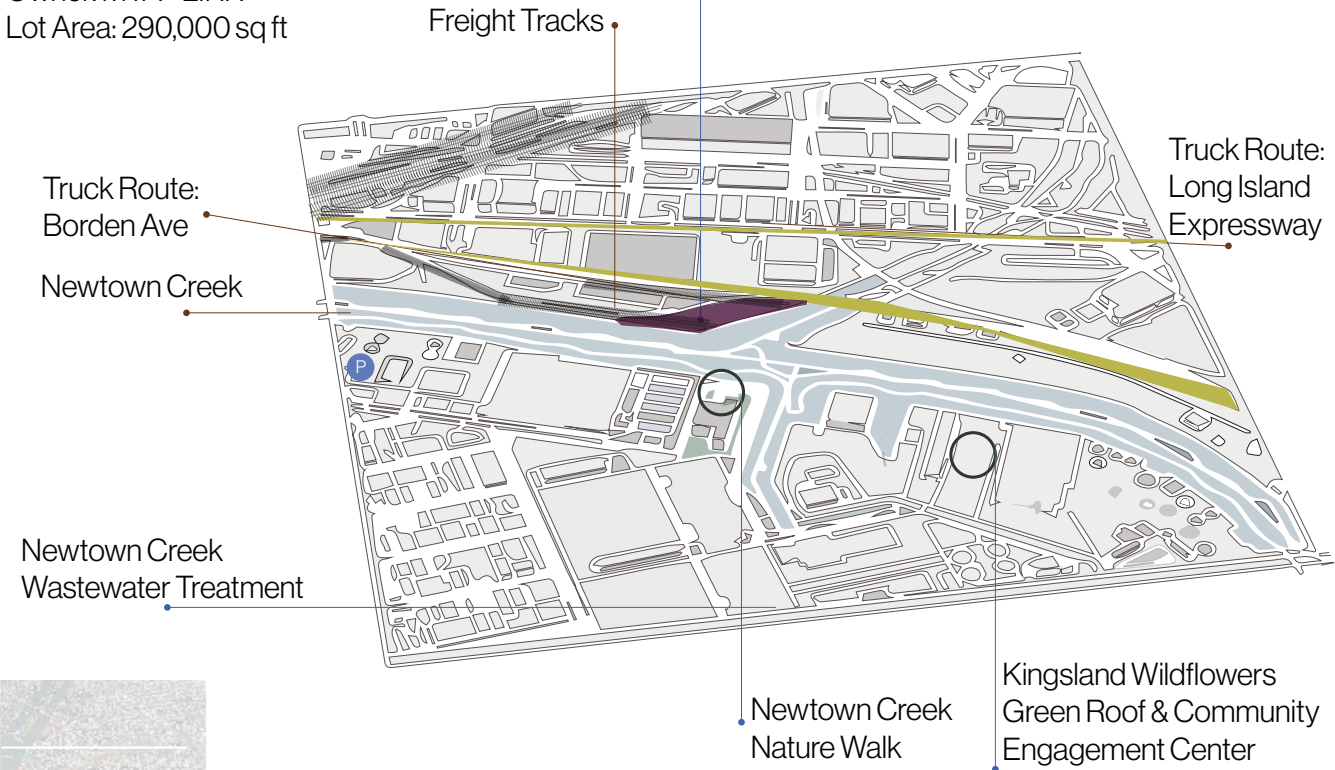 Lot Area: 290,000 sq ft
Freight Tracks
Truck Route:
Long Island
Expressway
Truck Route:
Borden Ave
Newtown Creek
P
Newtown Creek
Wastewater Treatment
Newtown Creek
Nature Walk
Kingsland Wildflowers
Green Roof & Community
Engagement Center